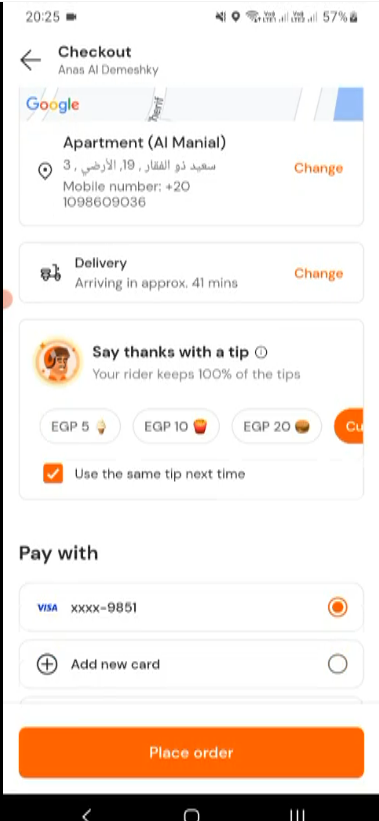 20:25
57%
Checkout
Anas Al Demeshky
Google
Apartment (Al Manial)
3 , سعيد ذو الفقار , 19, الأرضي
Mobile number: +20
1098609036
Change
Delivery
Arriving in approx. 41 mins
Change
Say thanks with a tip
Your rider keeps 100% of the tips
EGP 5
EGP 10
EGP 20
Cu
Use the same tip next time
Pay with
VISA xxxx-9851
Add new card
Place order